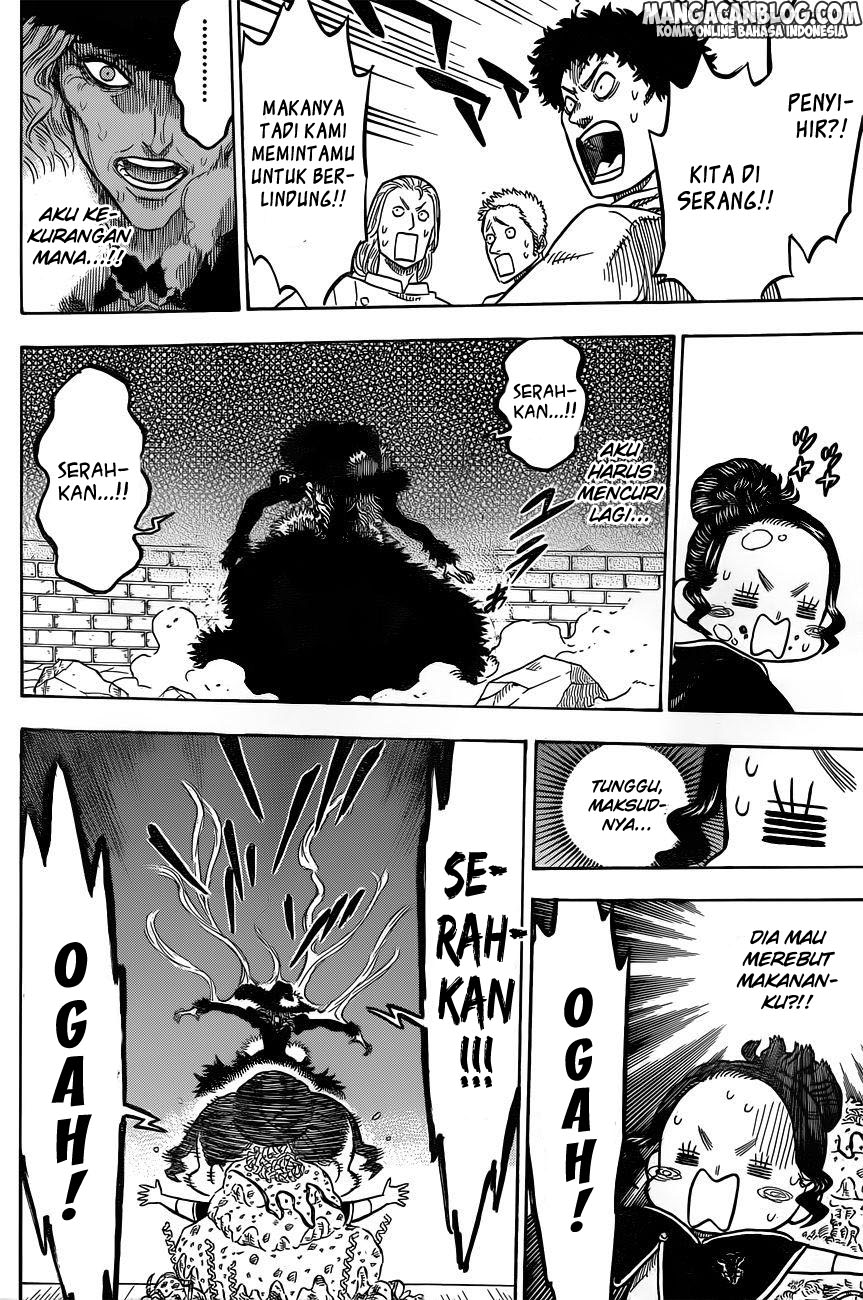 MANGACANBLOG.COM
KOMIK ONLINE BAHASA INDONESIA
PENYI-
HIR?!
KITA DI
SERANG!!
MAKANYA
TADI KAMI
MEMINTAMU
UNTUK BER-
LINDUNG!!
.........
AKU KE-
KURANGAN
MANA...!!
SERAH-
KAN...!!
AKU
HARUS
MENCURI
LAGI...
SERAH-
KAN...!!
TUNGGU,
MAKSUD-
NYA...
DIA MAU
MEREBUT
MAKANAN-
KU?!!
OGAH!
SE-
RAH-
KAN!!!
OGAH!